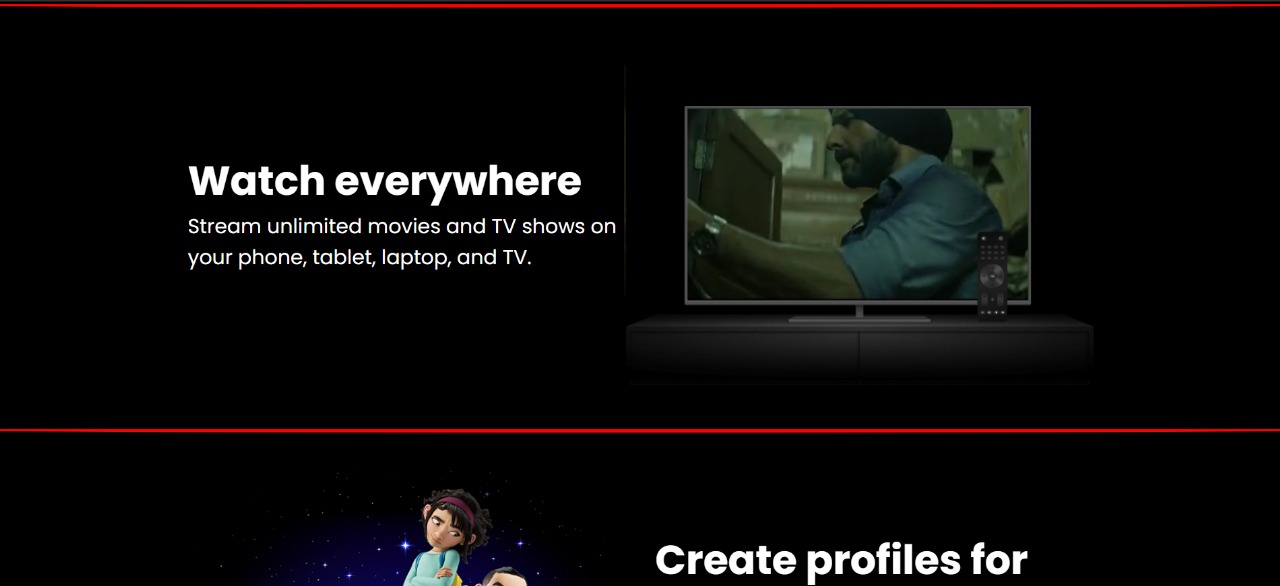 Watch everywhere
Stream unlimited movies and TV shows on
your phone, tablet, laptop, and TV.
Create profiles for